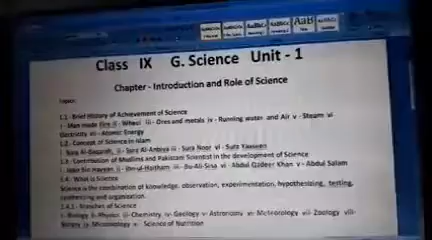 Class IX G. Science Unit - 1
Chapter - Introduction and Role of Science
Topic:
1.1 - Brief History of Achievement of Science
i - Man made Fire ii - Wheel iii - Ores and metals iv - Running water and Air v - Steam vi
Electricity vii - Atomic Energy
1.2 - Concept of Science in Islam
i - Sura Al-Baqarah, ii - Sura Al-Anbiya iii - Sura Noor vi - Sura Yaaseen
1.3 - Contribution of Muslims and Pakistani Scientist in the development of Science
i - Jabir bin Hayyan ii - Ibn-ul-Haitham iii - Bu-Ali-Sina vi - Abdul Qadeer Khan v - Abdul Salam
1.4 - What is Science
Science is the combination of knowledge, observation, experimentation, hypothesizing, testing,
synthesizing and organization.
1.4.1 - Branches of Science
i - Biology ii- Physics iii-Chemistry iv- Geology v- Astronomy vi- Meteorology vii- Zoology viii-
Botany ix- Microbiology x- Science of Nutrition